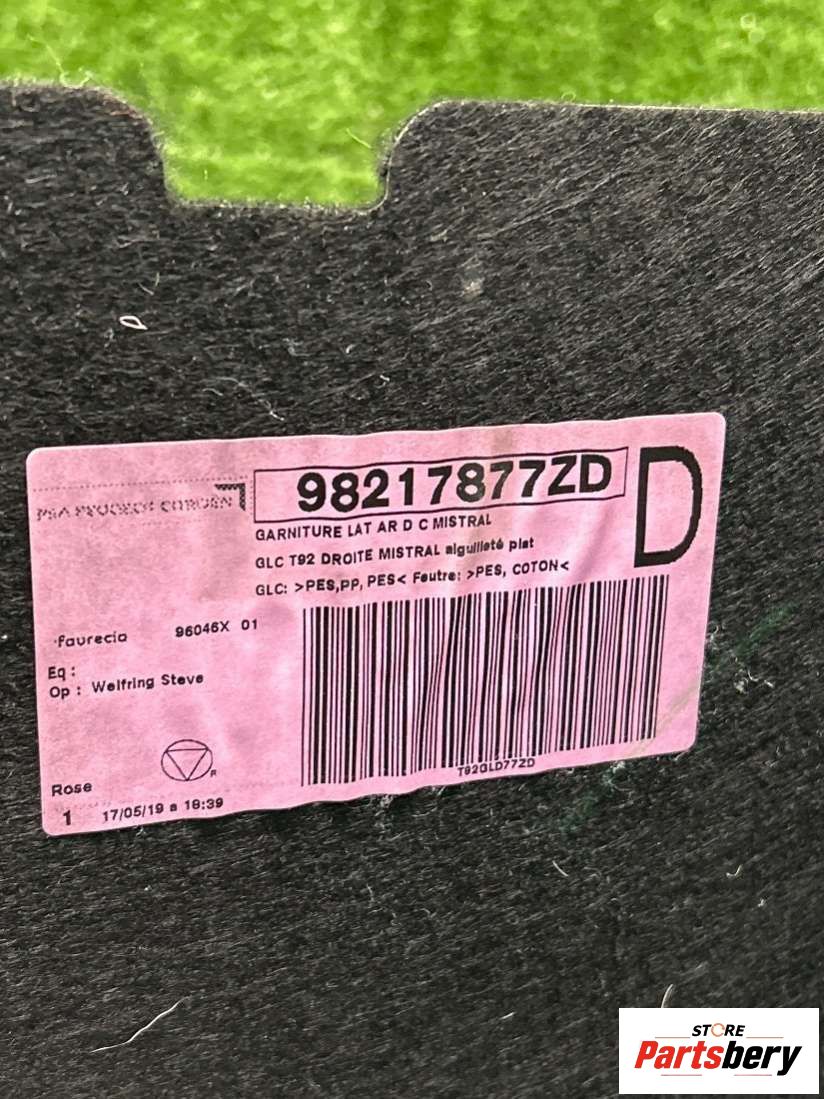 PSA PEUGEOT CITROËN
98217877ZD
D
GARNITURE LAT AR D C MISTRAL
GLC T92 DROITE MISTRAL aiguilleté plat
GLC: >PES,PP, PES< Feutre: >PES, COTON<
faurecia 96046X 01
Eq :
Op : Welfring Steve
T92GLD77ZD
R
Rose
1 17/05/19 a 18:39
STORE
Partsbery